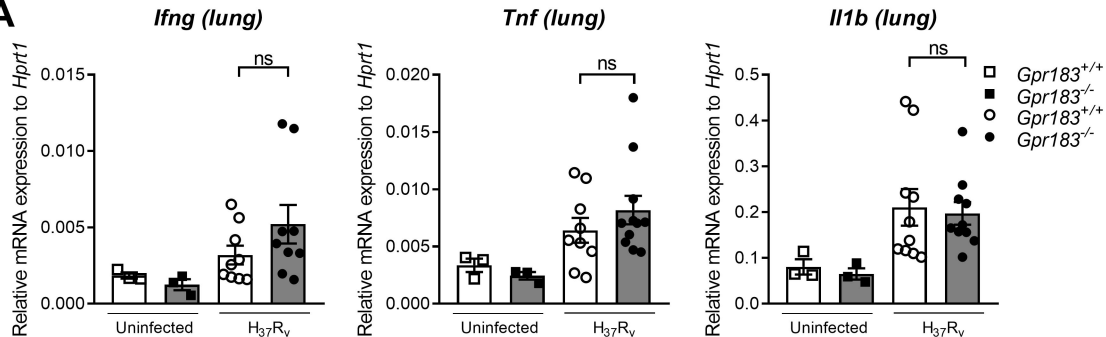 A
Ifng (lung)
Relative mRNA expression to Hprt1
0.015
0.010
0.005
0.000
ns
Uninfected
H37Rv
Tnf (lung)
Relative mRNA expression to Hprt1
0.020
0.015
0.010
0.005
0.000
ns
Uninfected
H37Rv
Il1b (lung)
Relative mRNA expression to Hprt1
0.5
0.4
0.3
0.2
0.1
0.0
ns
Uninfected
H37Rv
Gpr183+/+
Gpr183-/-
Gpr183+/+
Gpr183-/-